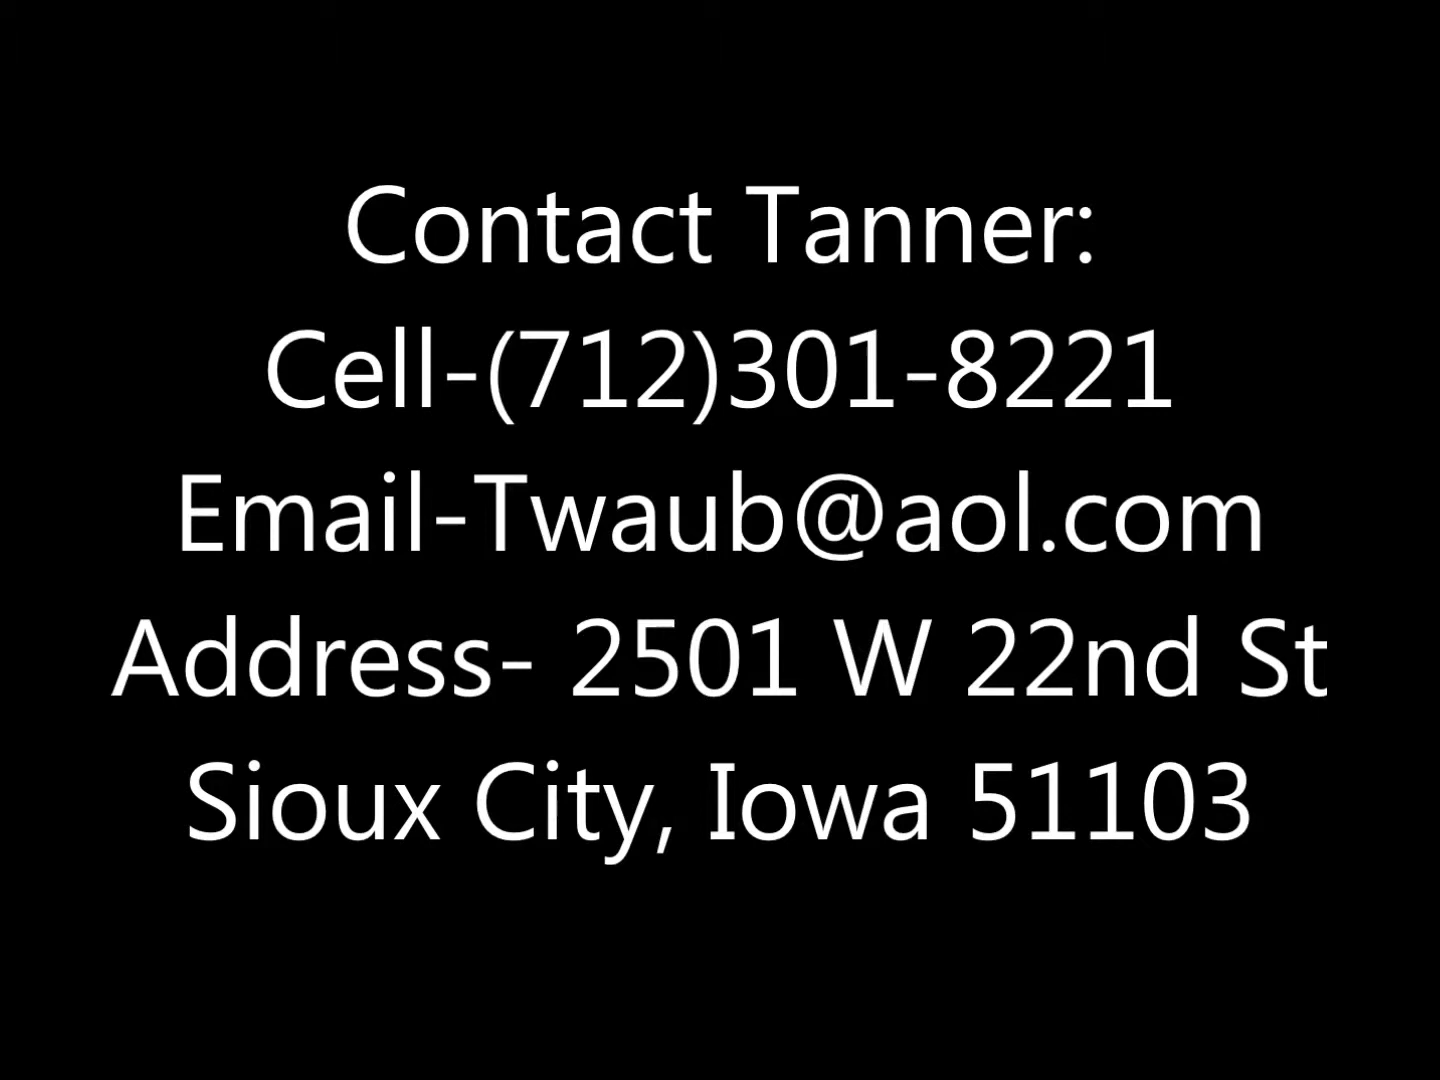 Contact Tanner:
Cell-(712)301-8221
Email-Twaub@aol.com
Address- 2501 W 22nd St
Sioux City, Iowa 51103